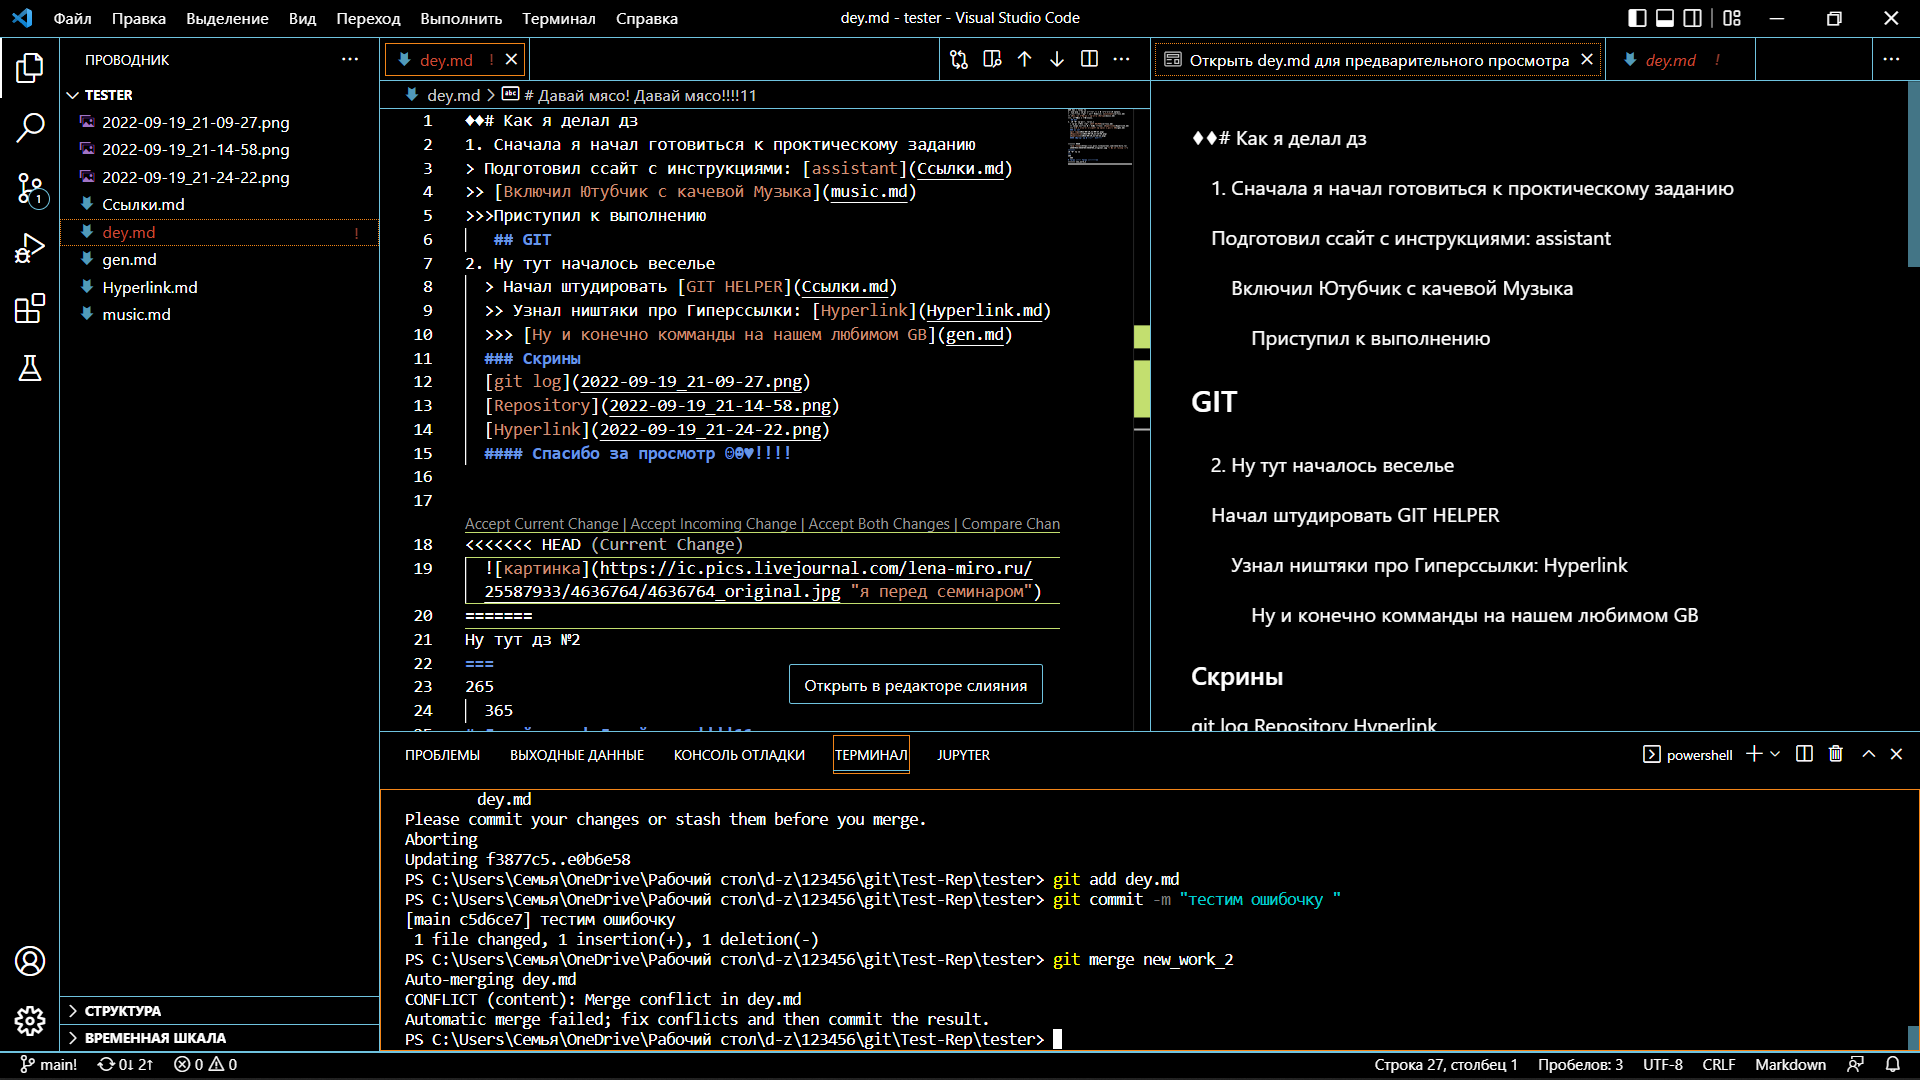 Файл Правка Выделение Вид Переход Выполнить Терминал Справка
dey.md - tester - Visual Studio Code
ПРОВОДНИК
TESTER
2022-09-19_21-09-27.png
2022-09-19_21-14-58.png
2022-09-19_21-24-22.png
Ссылки.md
dey.md !
gen.md
Hyperlink.md
music.md
СТРУКТУРА
ВРЕМЕННАЯ ШКАЛА
1
dey.md !
dey.md > # Давай мясо! Давай мясо!!!!11
1 ♦♦# Как я делал дз
2 1. Сначала я начал готовиться к проктическому заданию
3 > Подготовил ссайт с инструкциями: [assistant](Ссылки.md)
4 >> [Включил Ютубчик с качевой Музыка](music.md)
5 >>>Приступил к выполнению
6 ## GIT
7 2. Ну тут началось веселье
8 > Начал штудировать [GIT HELPER](Ссылки.md)
9 >> Узнал ништяки про Гиперссылки: [Hyperlink](Hyperlink.md)
10 >>> [Ну и конечно комманды на нашем любимом GB](gen.md)
11 ### Скрины
12 [git log](2022-09-19_21-09-27.png)
13 [Repository](2022-09-19_21-14-58.png)
14 [Hyperlink](2022-09-19_21-24-22.png)
15 #### Спасибо за просмотр ☺☻♥!!!!
16
17
Accept Current Change | Accept Incoming Change | Accept Both Changes | Compare Chan
18 <<<<<<< HEAD (Current Change)
19 ![картинка](https://ic.pics.livejournal.com/lena-miro.ru/
25587933/4636764/4636764_original.jpg "я перед семинаром")
20 =======
21 Ну тут дз №2
22 ===
23 265
24 365
Открыть в редакторе слияния
Открыть dey.md для предварительного просмотра
dey.md !
♦♦# Как я делал дз
1. Сначала я начал готовиться к проктическому заданию
Подготовил ссайт с инструкциями: assistant
Включил Ютубчик с качевой Музыка
Приступил к выполнению
GIT
2. Ну тут началось веселье
Начал штудировать GIT HELPER
Узнал ништяки про Гиперссылки: Hyperlink
Ну и конечно комманды на нашем любимом GB
Скрины
git log Repository Hyperlink
ПРОБЛЕМЫ ВЫХОДНЫЕ ДАННЫЕ КОНСОЛЬ ОТЛАДКИ ТЕРМИНАЛ JUPYTER
powershell
dey.md
Please commit your changes or stash them before you merge.
Aborting
Updating f3877c5..e0b6e58
PS C:\Users\Семья\OneDrive\Рабочий стол\d-z\123456\git\Test-Rep\tester> git add dey.md
PS C:\Users\Семья\OneDrive\Рабочий стол\d-z\123456\git\Test-Rep\tester> git commit -m "тестим ошибочку "
[main c5d6ce7] тестим ошибочку
1 file changed, 1 insertion(+), 1 deletion(-)
PS C:\Users\Семья\OneDrive\Рабочий стол\d-z\123456\git\Test-Rep\tester> git merge new_work_2
Auto-merging dey.md
CONFLICT (content): Merge conflict in dey.md
Automatic merge failed; fix conflicts and then commit the result.
PS C:\Users\Семья\OneDrive\Рабочий стол\d-z\123456\git\Test-Rep\tester>
main! 0↓ 2↑ 0 0
Строка 27, столбец 1 Пробелов: 3 UTF-8 CRLF Markdown